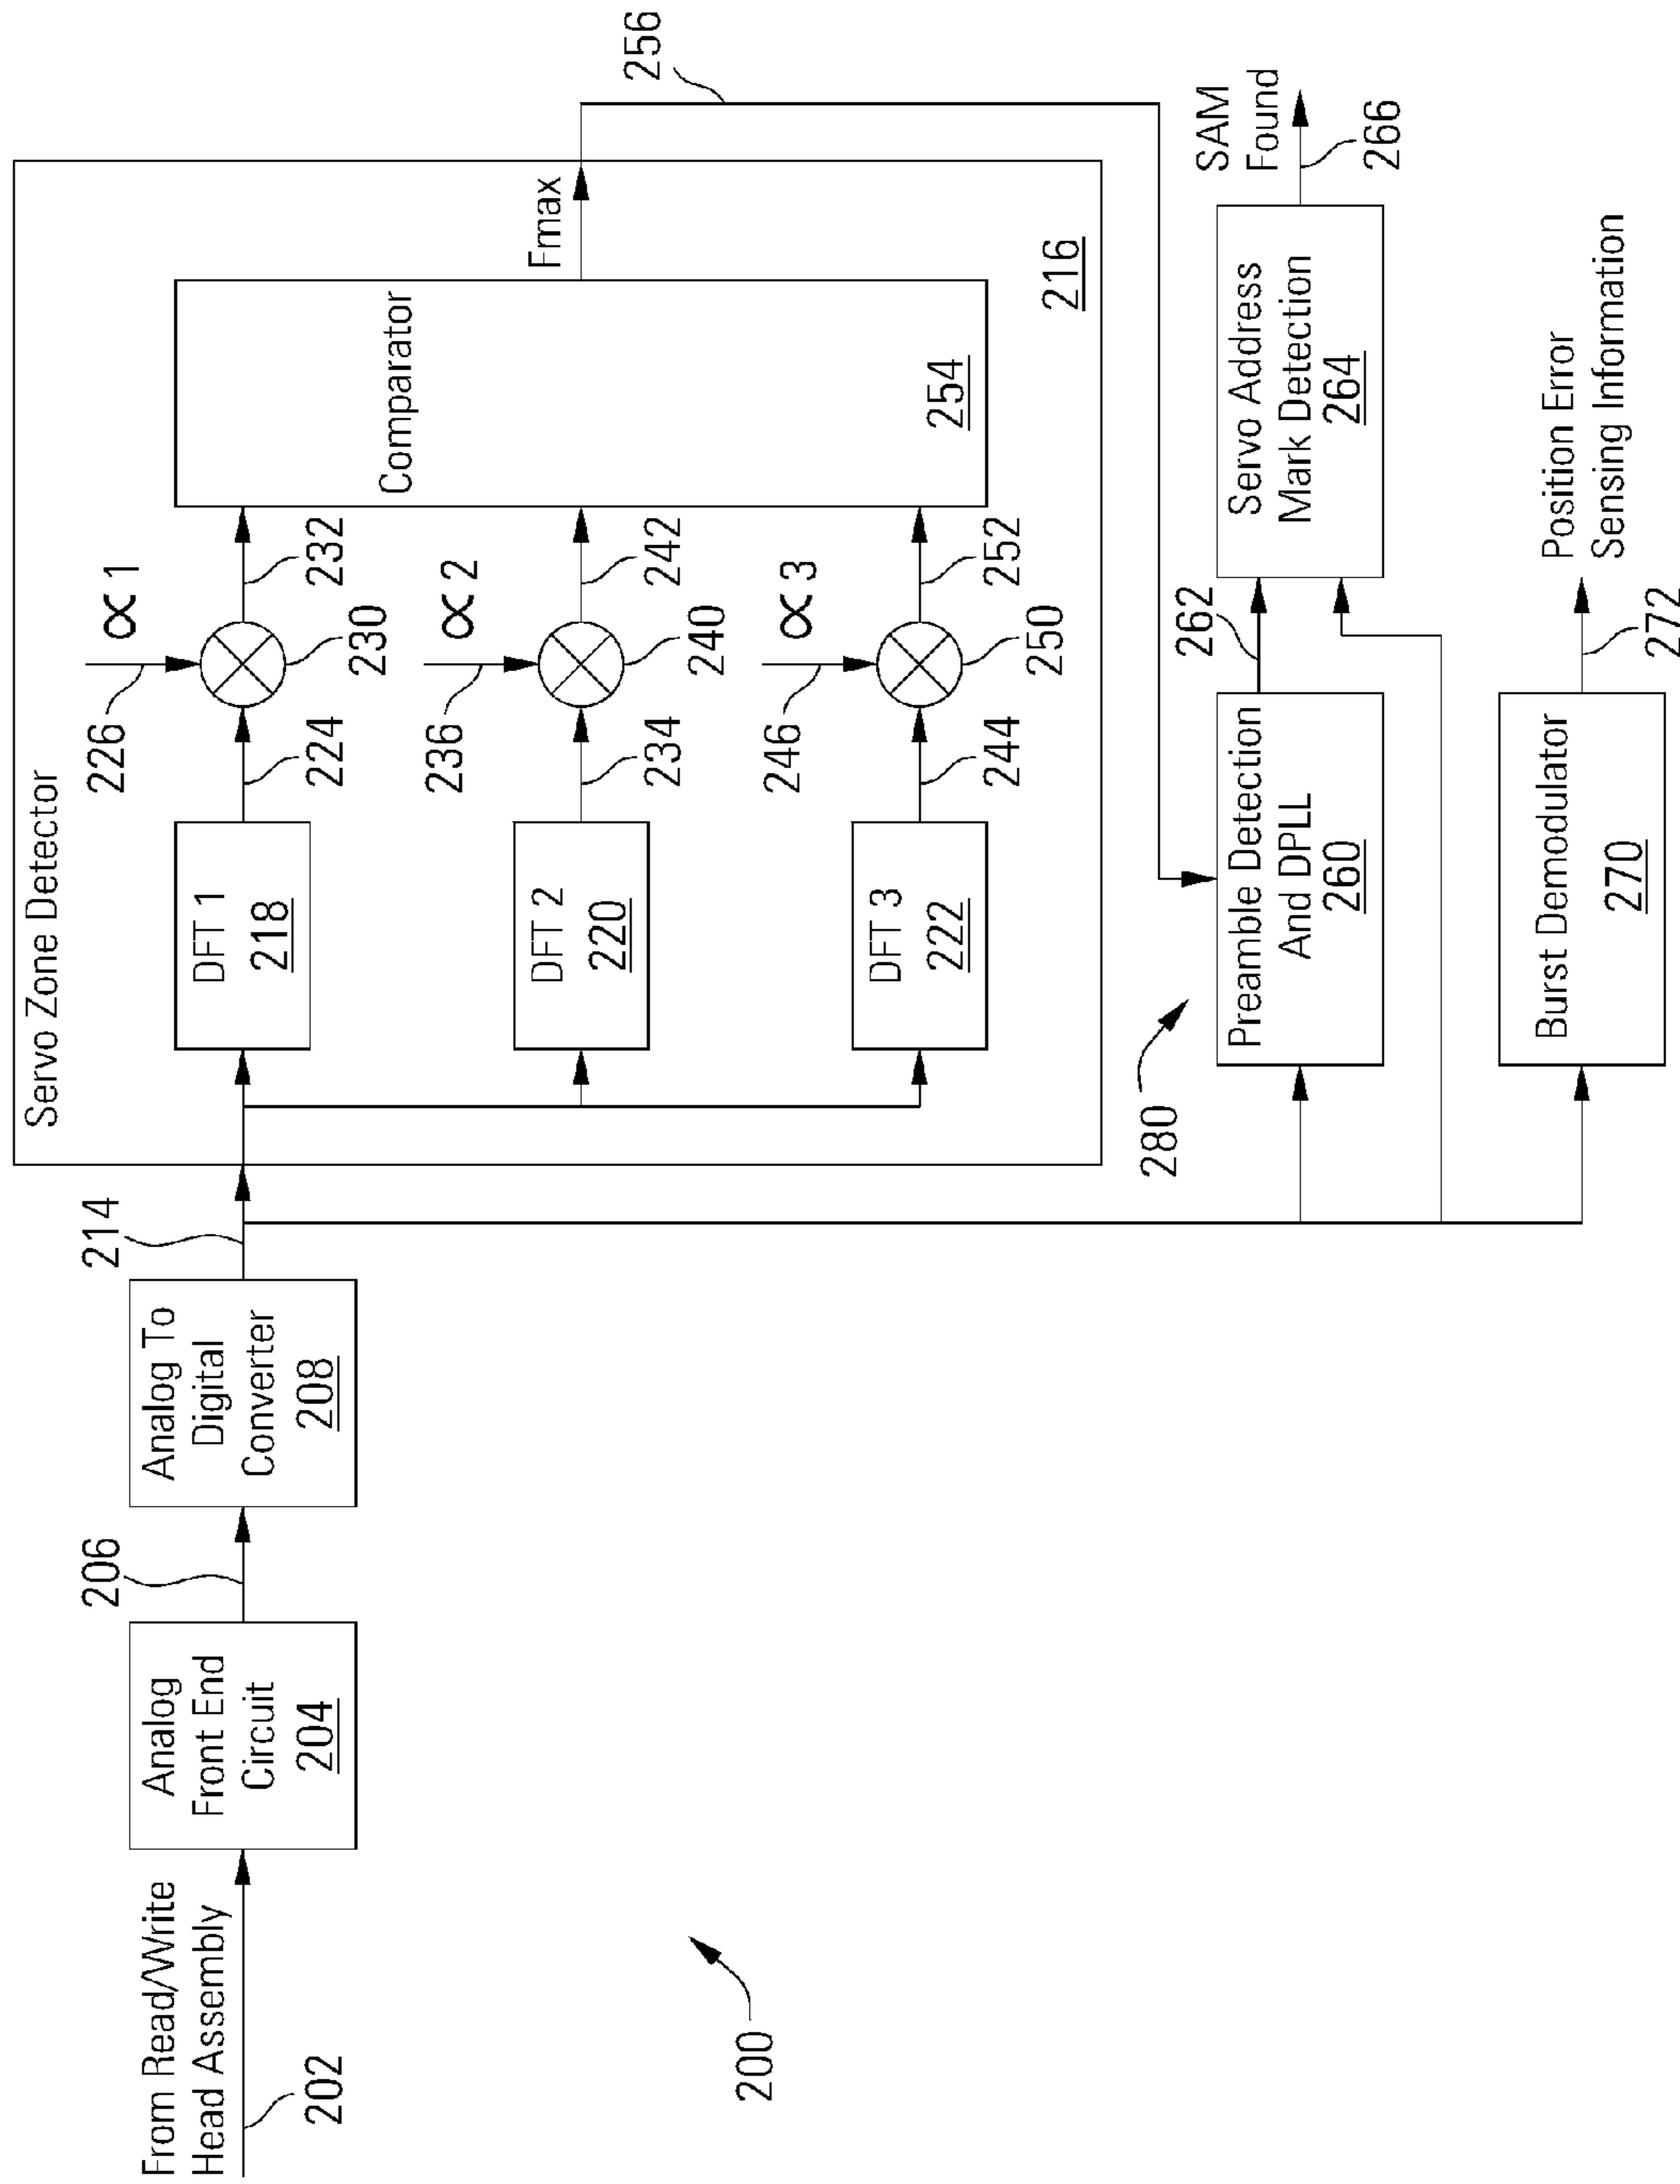 From Read/Write
Head Assembly
202
Analog
Front End
Circuit
204
206
Analog To
Digital
Converter
208
214
Servo Zone Detector
DFT 1
218
224
226
∝ 1
230
232
DFT 2
220
234
236
∝ 2
240
242
DFT 3
222
244
246
∝ 3
250
252
Comparator
254
Fmax
216
256
280
Preamble Detection
And DPLL
260
262
Servo Address
Mark Detection
264
SAM
Found
266
Burst Demodulator
270
Position Error
Sensing Information
272
200